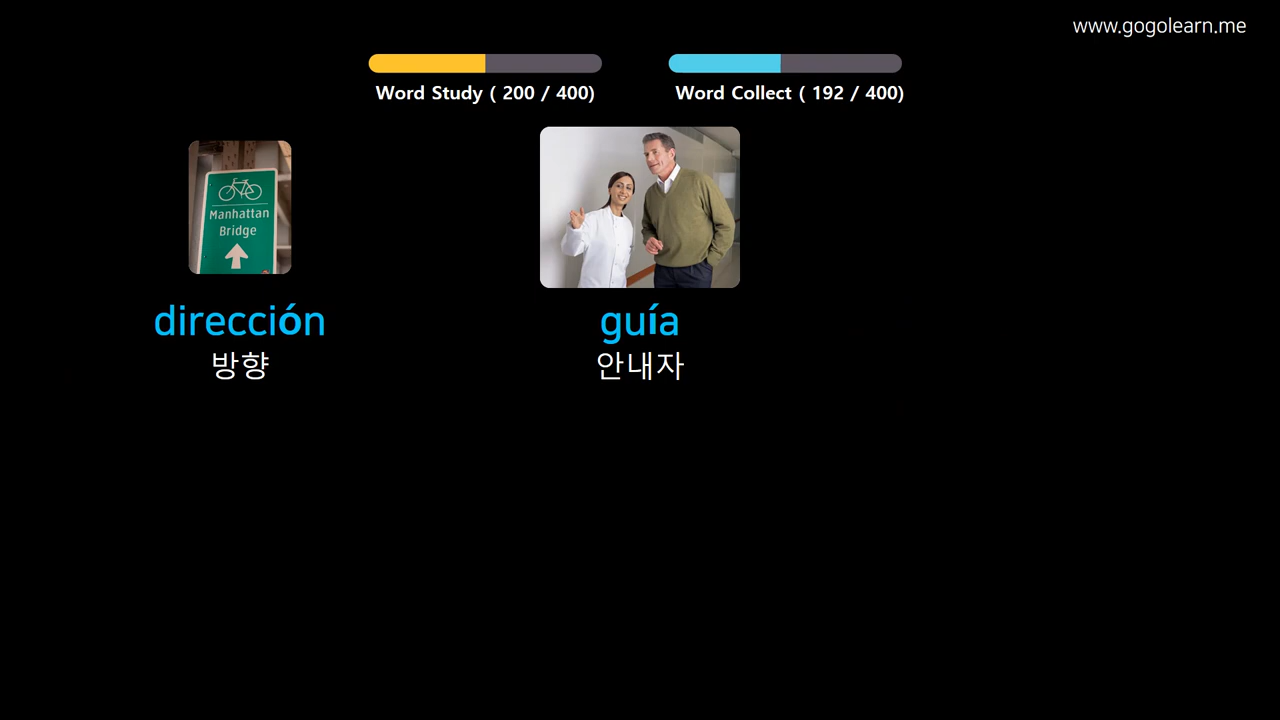 www.gogolearn.me
Word Study ( 200 / 400)
Word Collect ( 192 / 400)
Manhattan
Bridge
dirección
방향
guía
안내자